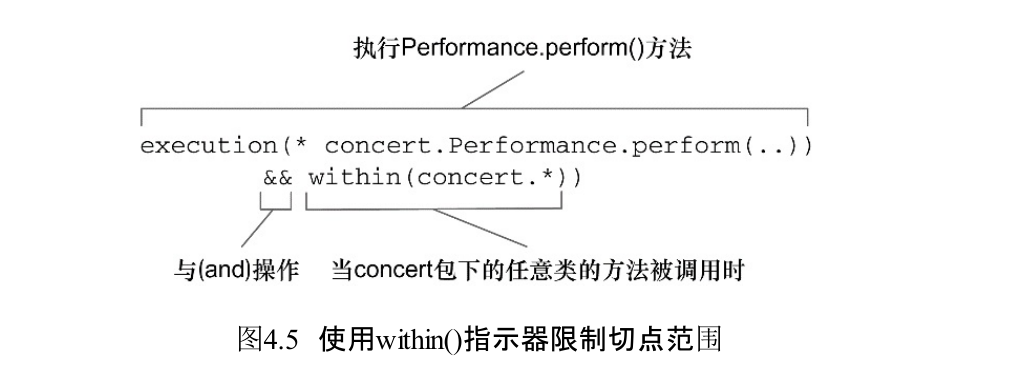 执行Performance.perform()方法
execution(* concert.Performance.perform(..))
&& within(concert.*))
与(and)操作 当concert包下的任意类的方法被调用时
图4.5 使用within()指示器限制切点范围